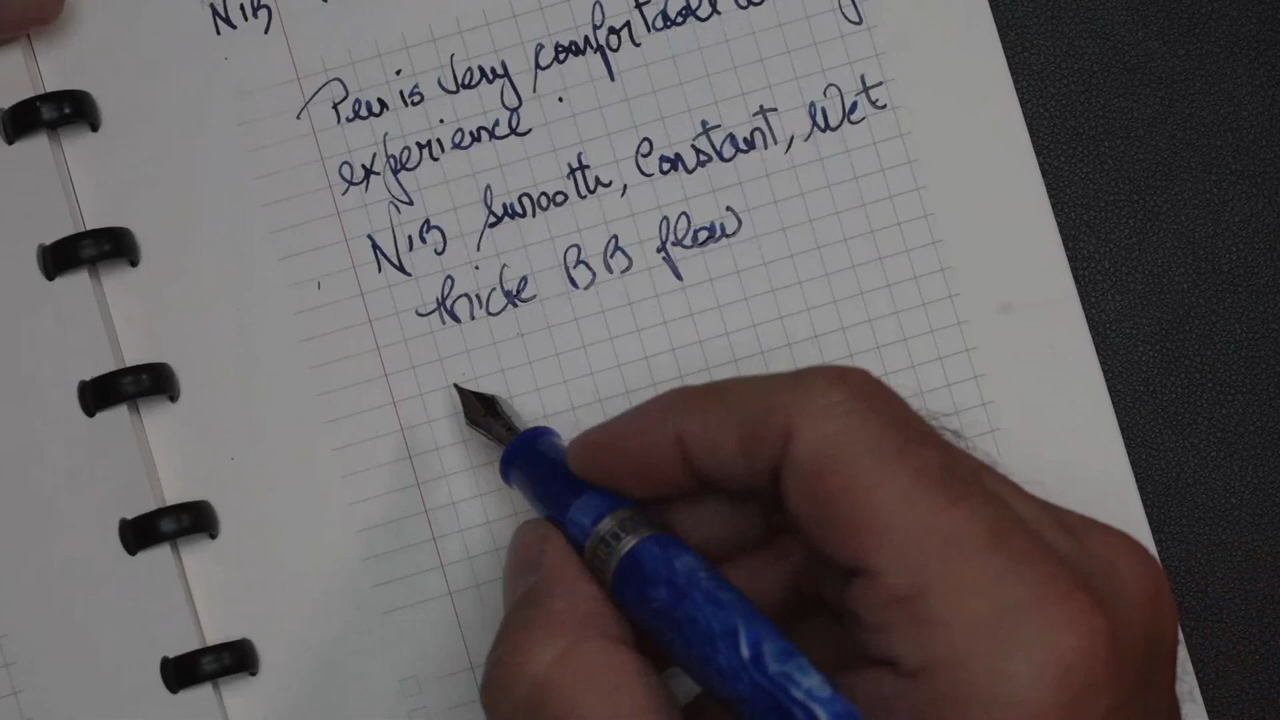 NIB
Pen is very comfortable
experience.
NIB smooth, Constant, Wet
thick BB flow